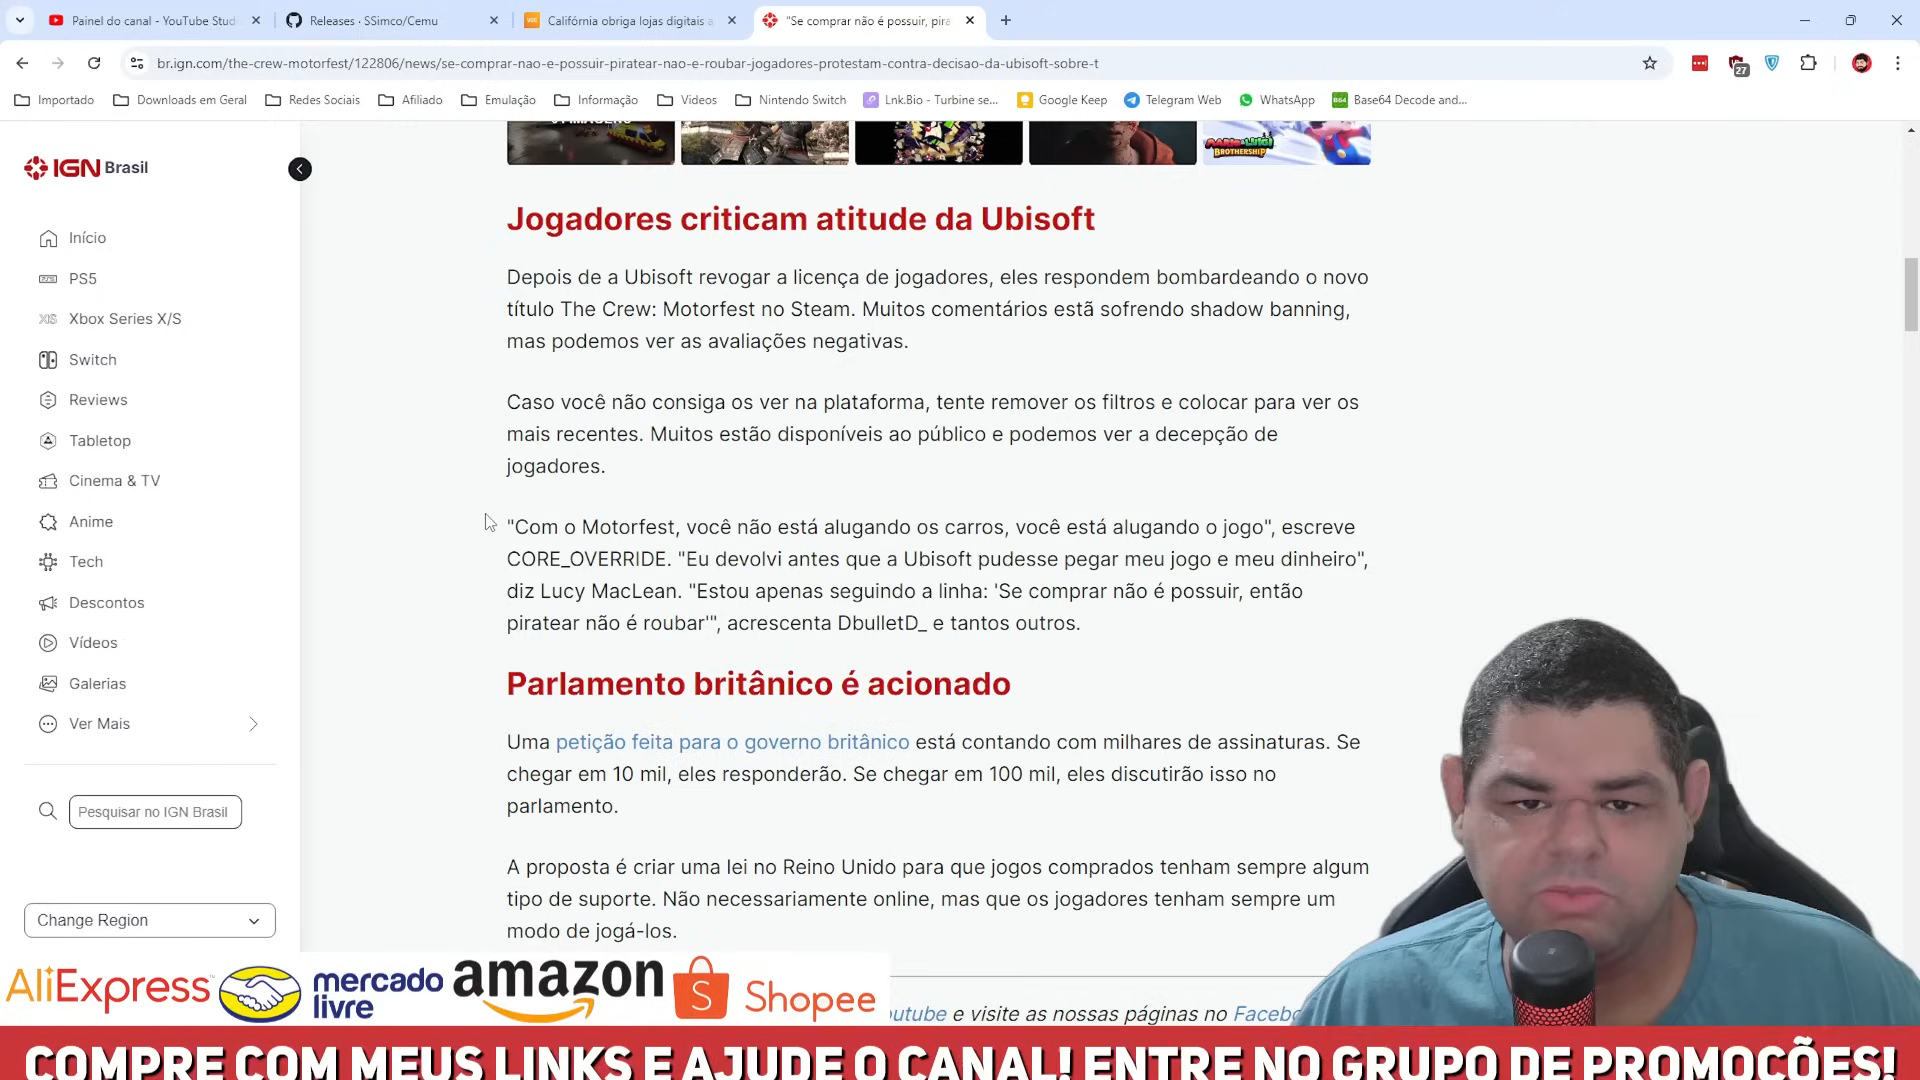 Painel do canal - YouTube Stud
Releases · SSimco/Cemu
Califórnia obriga lojas digitais a
"Se comprar não é possuir, pira
br.ign.com/the-crew-motorfest/122806/news/se-comprar-nao-e-possuir-piratear-nao-e-roubar-jogadores-protestam-contra-decisao-da-ubisoft-sobre-t
27
Importado
Downloads em Geral
Redes Sociais
Afiliado
Emulação
Informação
Videos
Nintendo Switch
Lnk.Bio - Turbine se...
Google Keep
Telegram Web
WhatsApp
Base64 Decode and...
IGN Brasil
Início
PS5
Xbox Series X/S
Switch
Reviews
Tabletop
Cinema & TV
Anime
Tech
Descontos
Vídeos
Galerias
Ver Mais
Pesquisar no IGN Brasil
Change Region
MARIO & LUIGI
BROTHERSHIP
Jogadores criticam atitude da Ubisoft
Depois de a Ubisoft revogar a licença de jogadores, eles respondem bombardeando o novo
título The Crew: Motorfest no Steam. Muitos comentários estã sofrendo shadow banning,
mas podemos ver as avaliações negativas.
Caso você não consiga os ver na plataforma, tente remover os filtros e colocar para ver os
mais recentes. Muitos estão disponíveis ao público e podemos ver a decepção de
jogadores.
"Com o Motorfest, você não está alugando os carros, você está alugando o jogo", escreve
CORE_OVERRIDE. "Eu devolvi antes que a Ubisoft pudesse pegar meu jogo e meu dinheiro",
diz Lucy MacLean. "Estou apenas seguindo a linha: 'Se comprar não é possuir, então
piratear não é roubar'", acrescenta DbulletD_ e tantos outros.
Parlamento britânico é acionado
Uma petição feita para o governo britânico está contando com milhares de assinaturas. Se
chegar em 10 mil, eles responderão. Se chegar em 100 mil, eles discutirão isso no
parlamento.
A proposta é criar uma lei no Reino Unido para que jogos comprados tenham sempre algum
tipo de suporte. Não necessariamente online, mas que os jogadores tenham sempre um
modo de jogá-los.
outube e visite as nossas páginas no Facebo
AliExpress
mercado
livre
amazon
S Shopee
COMPRE COM MEUS LINKS E AJUDE O CANAL! ENTRE NO GRUPO DE PROMOÇÕES!